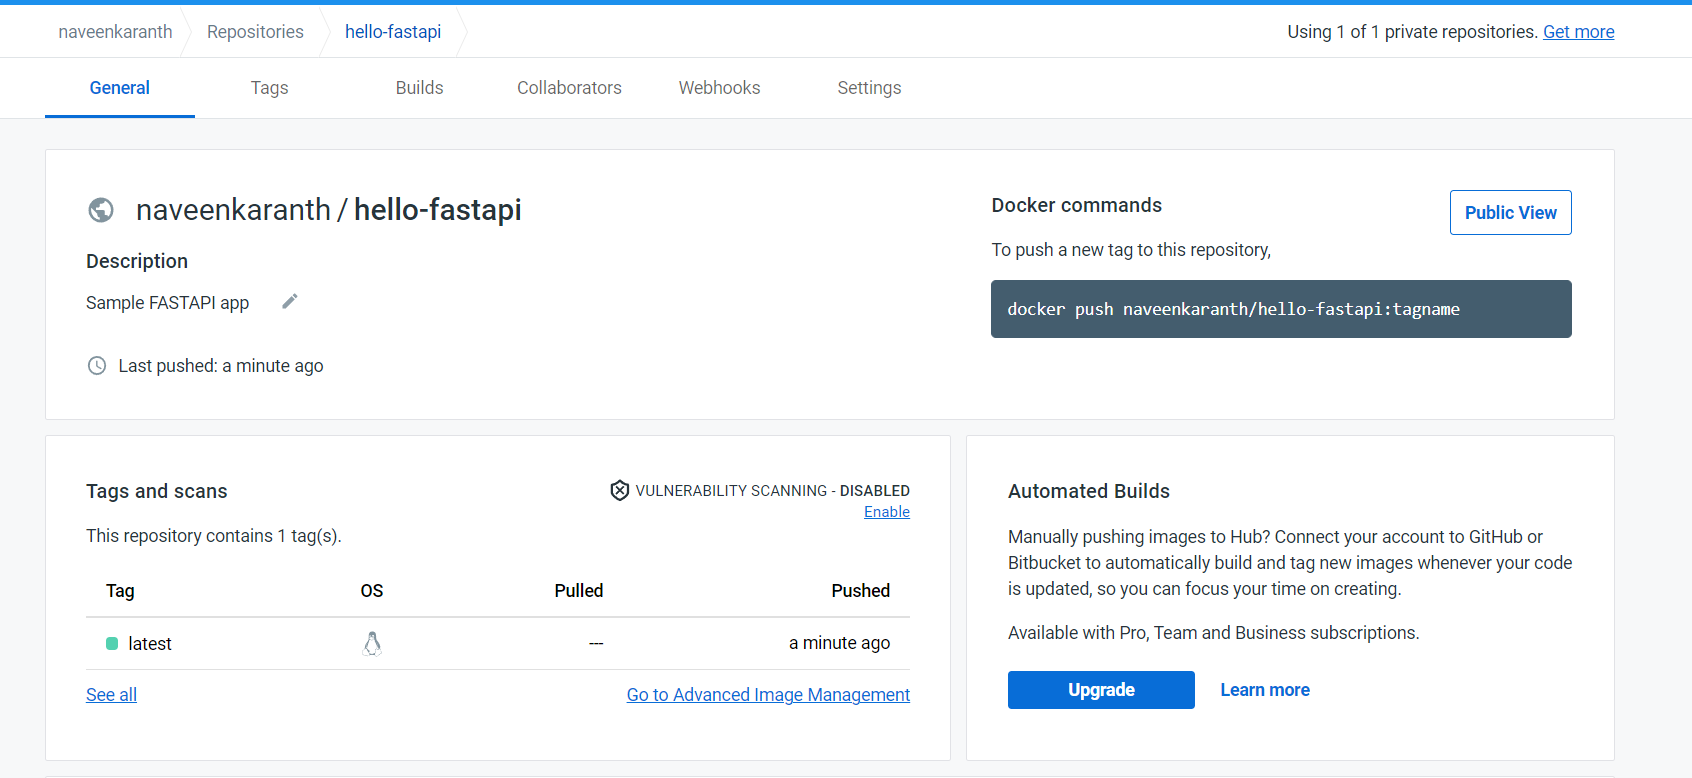 naveenkaranth
Repositories
hello-fastapi
Using 1 of 1 private repositories. Get more
General
Tags
Builds
Collaborators
Webhooks
Settings
naveenkaranth / hello-fastapi
Description
Sample FASTAPI app
Last pushed: a minute ago
Docker commands
Public View
To push a new tag to this repository,
docker push naveenkaranth/hello-fastapi:tagname
Tags and scans
VULNERABILITY SCANNING - DISABLED
Enable
This repository contains 1 tag(s).
Tag OS Pulled Pushed
latest --- a minute ago
See all
Go to Advanced Image Management
Automated Builds
Manually pushing images to Hub? Connect your account to GitHub or
Bitbucket to automatically build and tag new images whenever your code
is updated, so you can focus your time on creating.
Available with Pro, Team and Business subscriptions.
Upgrade
Learn more